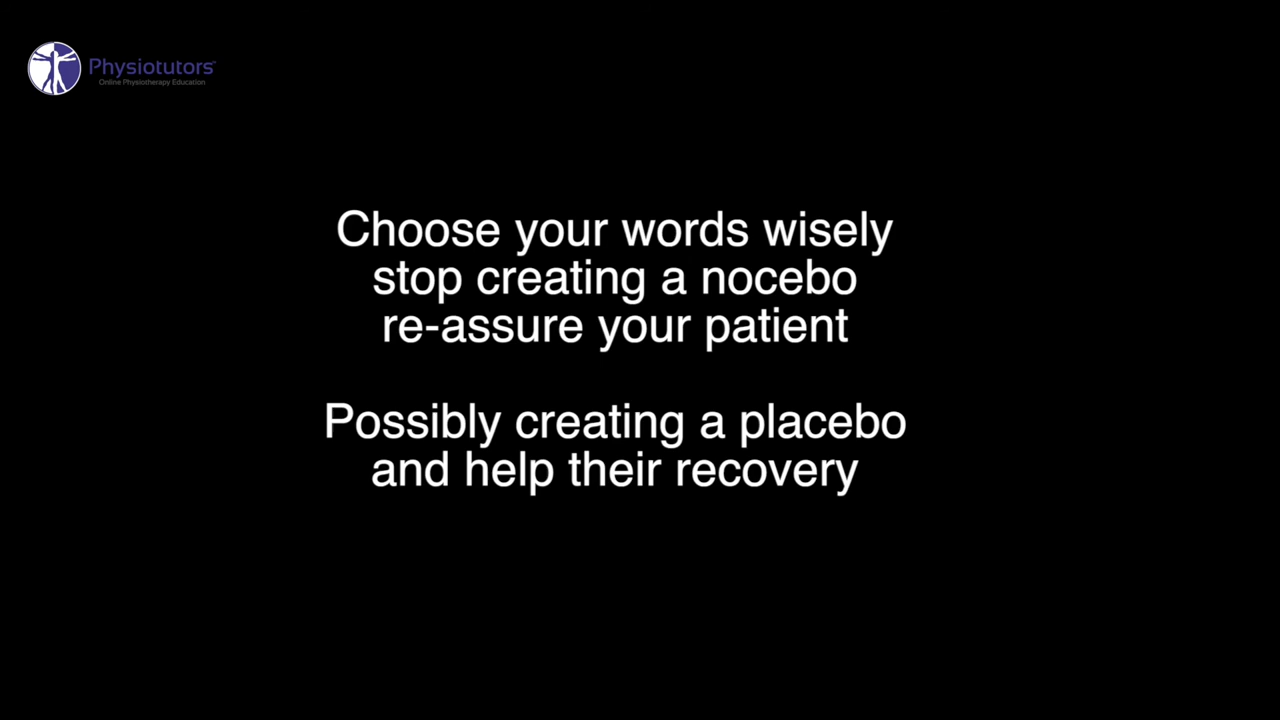 Physiotutors
Online Physiotherapy Education
Choose your words wisely
stop creating a nocebo
re-assure your patient
Possibly creating a placebo
and help their recovery